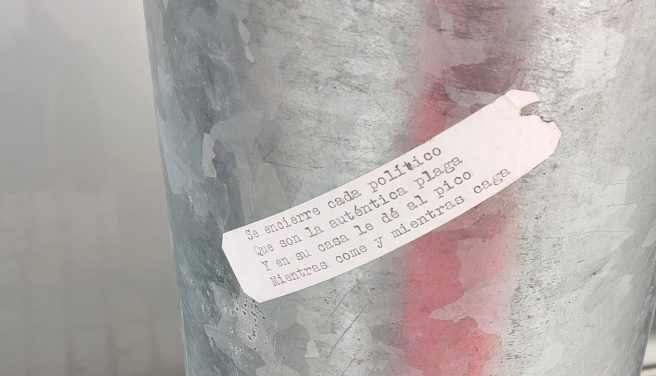 Se encierre cada político
Que son la auténtica plaga
Y en su casa le dé al pico
Mientras come y mientras caga